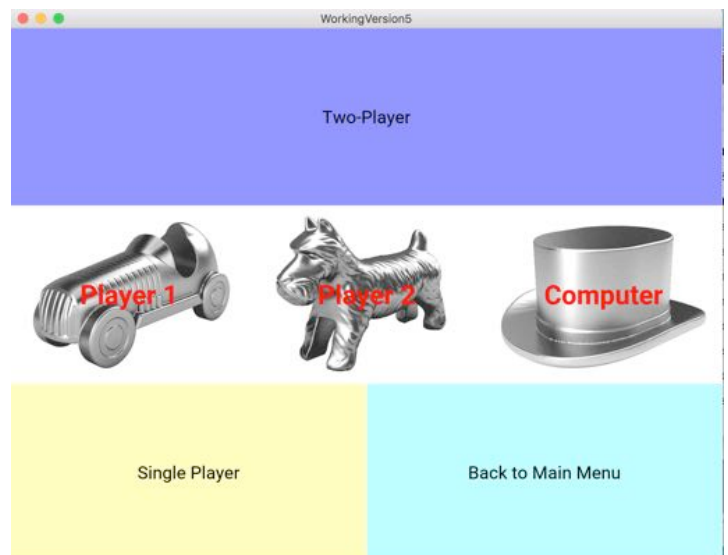 WorkingVersion5
Two-Player
Player 1
Player 2
Computer
Single Player
Back to Main Menu